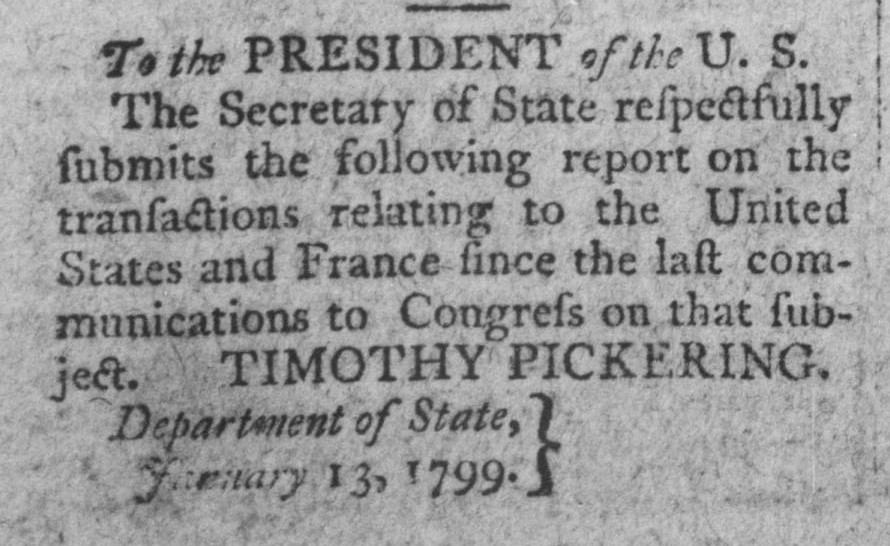 To the PRESIDENT of the U. S.
The Secretary of State reſpectfully
ſubmits the following report on the
tranſactions relating to the United
States and France ſince the laſt com-
munications to Congreſs on that ſub-
ject. TIMOTHY PICKERING.
Department of State,}
January 13, 1799.